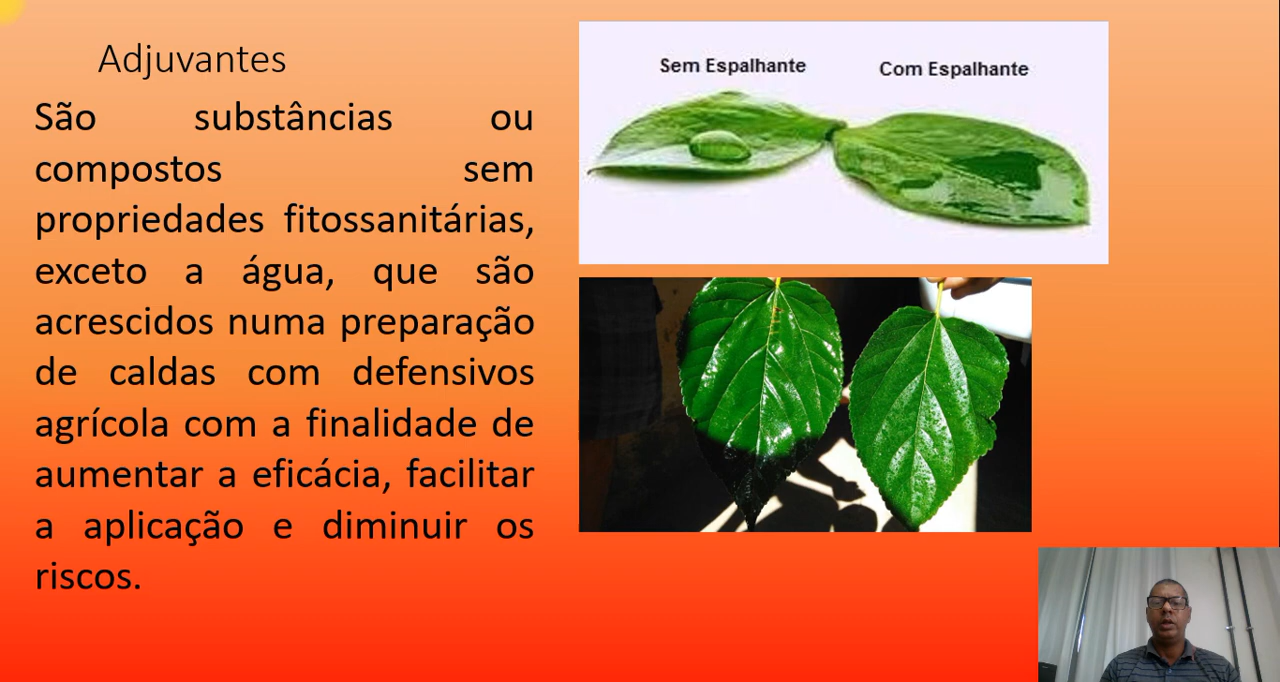 Adjuvantes
São substâncias ou
compostos sem
propriedades fitossanitárias,
exceto a água, que são
acrescidos numa preparação
de caldas com defensivos
agrícola com a finalidade de
aumentar a eficácia, facilitar
a aplicação e diminuir os
riscos.
Sem Espalhante
Com Espalhante